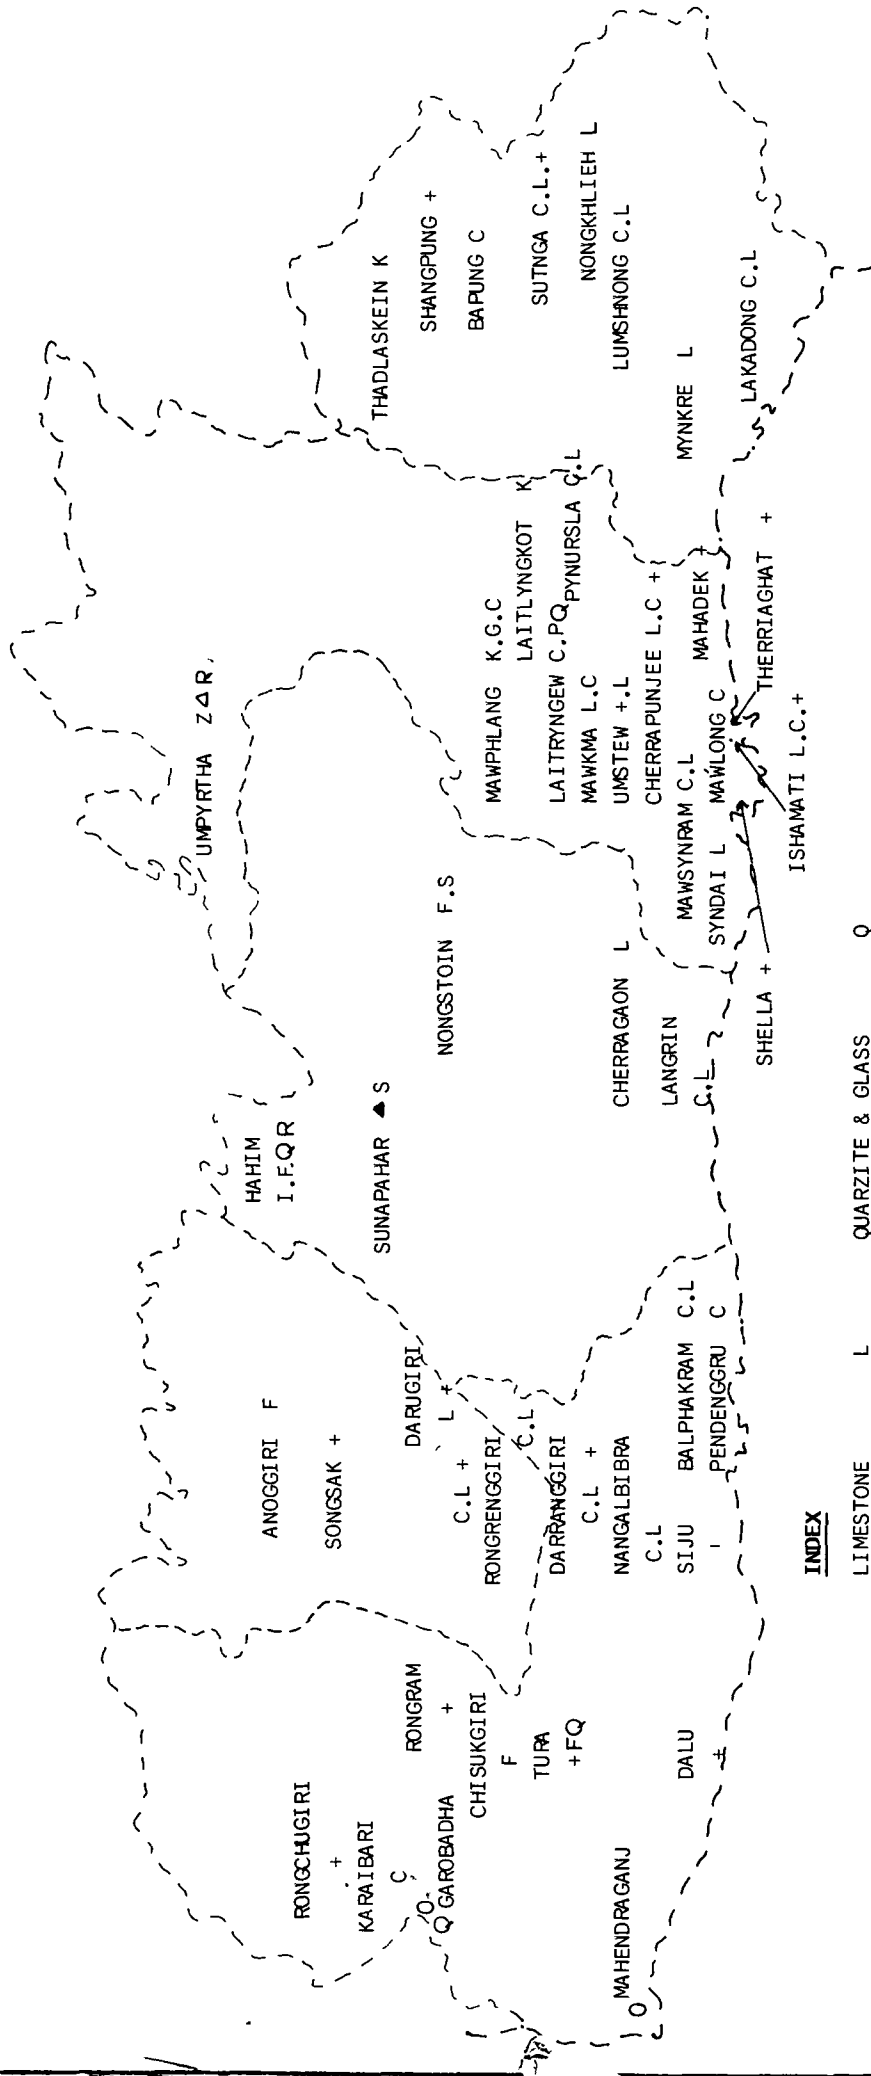 UMPYRTHA Z△R.
HAHIM
I.F.Q R
THADLASKEIN K
SHANGPUNG +
BAPUNG C
SUTNGA C.L.+
NONGKHLIEH L
LUMSHNONG C.L
MYNKRE L
LAKADONG C.L
MAWPHLANG K.G.C
LAITLYNGKOT K
LAITRYNGEW C.PQ
PYNURSLA C.L
MAWKMA L.C
UMSTEW +.L
CHERRAPUNJEE L.C +
MAHADEK +
MAWSYNRAM C.L
SYNDAI L
MAWLONG C
THERRIAGHAT +
ISHAMATI L.C.+
SHELLA +
NONGSTOIN F.S
SUNAPAHAR ▲ S
CHERRAGAON L
LANGRIN
C.L
ANOGGIRI F
SONGSAK +
DARUGIRI
L +
C.L +
RONGRENGGIRI
C.L
DARRANGGIRI
C.L +
NANGALBIBRA
C.L
SIJU
BALPHAKRAM C.L
PENDENGGRU C
RONGCHUGIRI
+
KARAIBARI
C
RONGRAM
+
Q GAROBADHA
CHISUKGIRI
F
TURA
+FQ
DALU
+
MAHENDRAGANJ
INDEX
LIMESTONE L
QUARZITE & GLASS Q